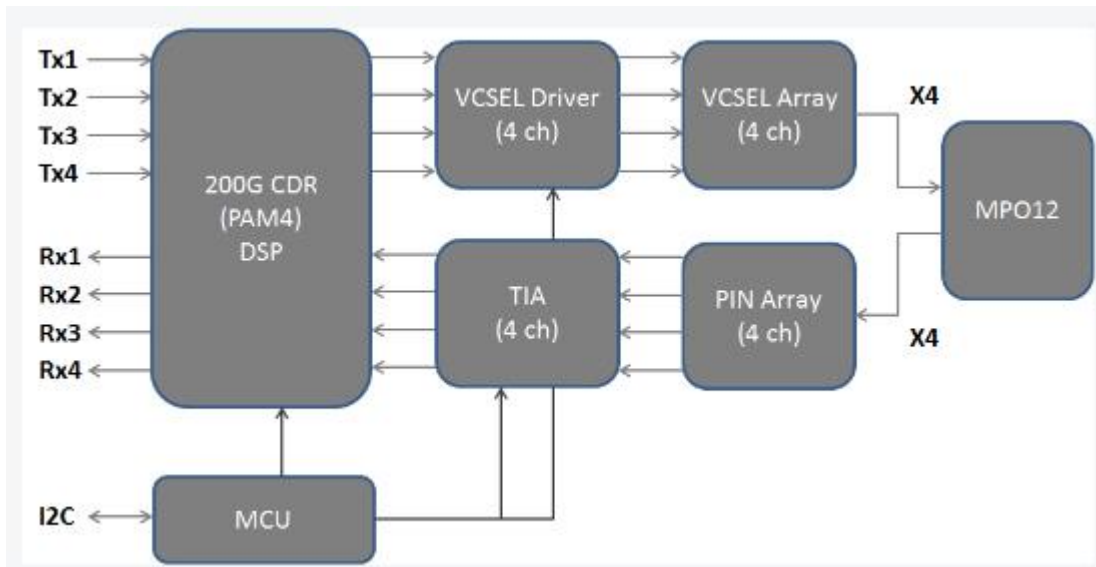 Tx1
Tx2
Tx3
Tx4
Rx1
Rx2
Rx3
Rx4
I2C
200G CDR
(PAM4)
DSP
MCU
VCSEL Driver
(4 ch)
TIA
(4 ch)
VCSEL Array
(4 ch)
PIN Array
(4 ch)
X4
X4
MPO12